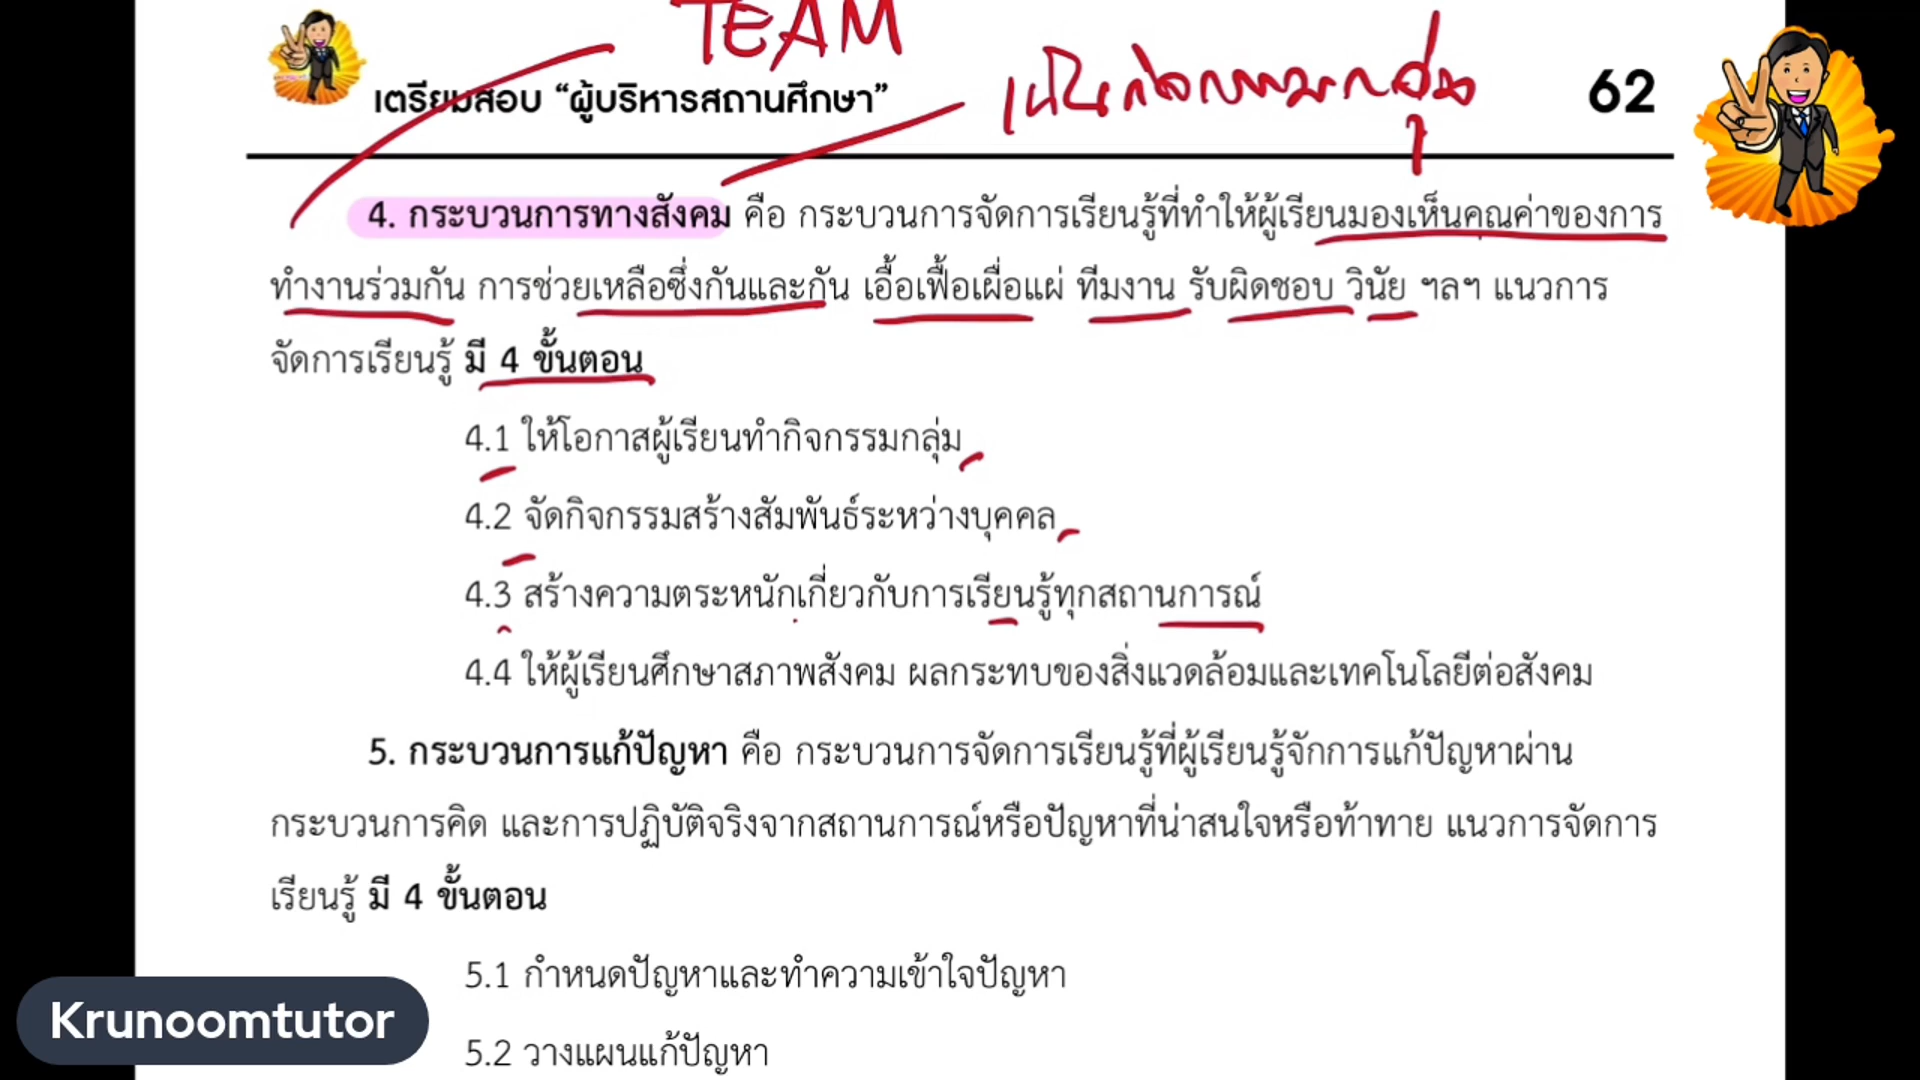 TEAM
เน้นกิจกรรมกลุ่ม
เตรียมสอบ “ผู้บริหารสถานศึกษา”
62
4. กระบวนการทางสังคม คือ กระบวนการจัดการเรียนรู้ที่ทำให้ผู้เรียนมองเห็นคุณค่าของการ
ทำงานร่วมกัน การช่วยเหลือซึ่งกันและกัน เอื้อเฟื้อเผื่อแผ่ ทีมงาน รับผิดชอบ วินัย ฯลฯ แนวการ
จัดการเรียนรู้ มี 4 ขั้นตอน
4.1 ให้โอกาสผู้เรียนทำกิจกรรมกลุ่ม
4.2 จัดกิจกรรมสร้างสัมพันธ์ระหว่างบุคคล
4.3 สร้างความตระหนักเกี่ยวกับการเรียนรู้ทุกสถานการณ์
4.4 ให้ผู้เรียนศึกษาสภาพสังคม ผลกระทบของสิ่งแวดล้อมและเทคโนโลยีต่อสังคม
5. กระบวนการแก้ปัญหา คือ กระบวนการจัดการเรียนรู้ที่ผู้เรียนรู้จักการแก้ปัญหาผ่าน
กระบวนการคิด และการปฏิบัติจริงจากสถานการณ์หรือปัญหาที่น่าสนใจหรือท้าทาย แนวการจัดการ
เรียนรู้ มี 4 ขั้นตอน
5.1 กำหนดปัญหาและทำความเข้าใจปัญหา
5.2 วางแผนแก้ปัญหา
Krunoomtutor